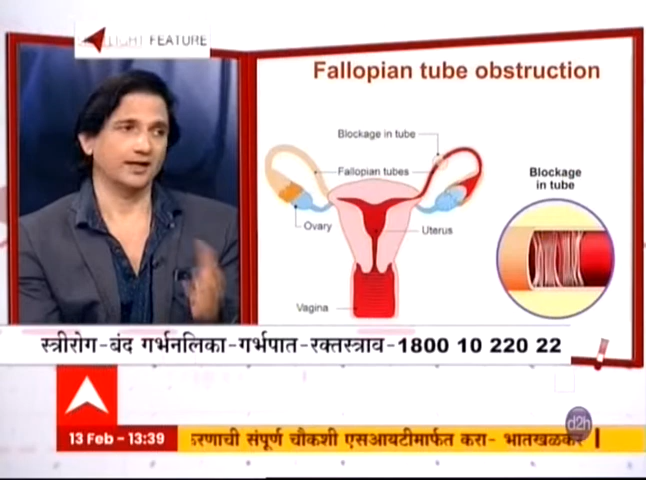 FEATURE
Fallopian tube obstruction
Blockage in tube
Fallopian tubes
Ovary
Uterus
Vagina
Blockage
in tube
स्त्रीरोग-बंद गर्भनलिका-गर्भपात-रक्तस्त्राव-1800 10 220 22
13 Feb - 13:39
संपूर्ण चौकशी एसआयटीमार्फत करा- भातखळकर
d2h